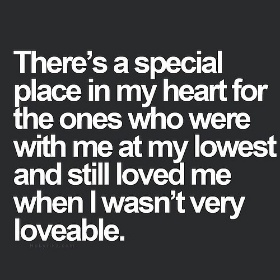 There's a special
place in my heart for
the ones who were
with me at my lowest
and still loved me
when I wasn't very
loveable.